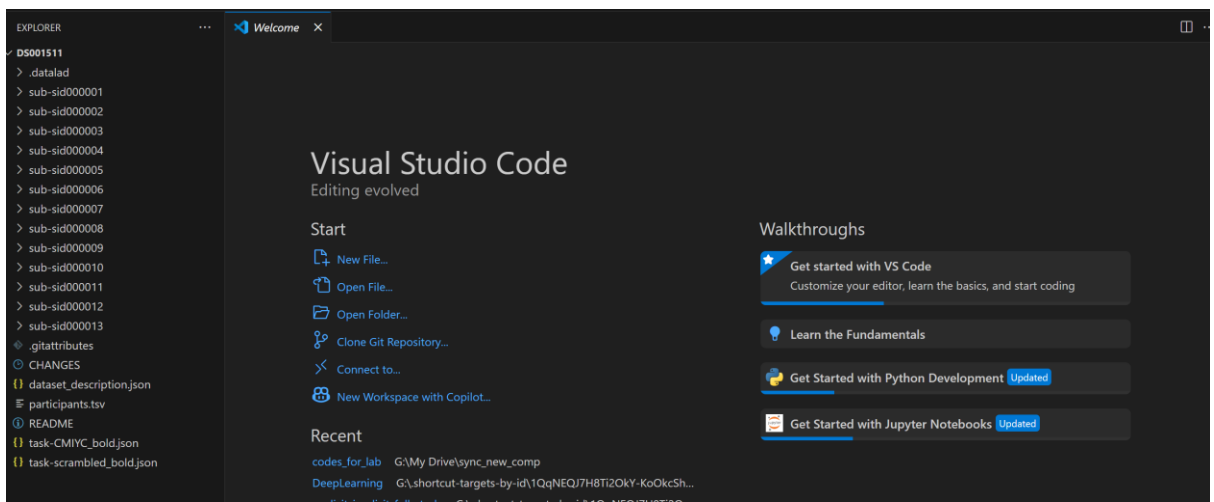 EXPLORER
DS001511
.datalad
sub-sid000001
sub-sid000002
sub-sid000003
sub-sid000004
sub-sid000005
sub-sid000006
sub-sid000007
sub-sid000008
sub-sid000009
sub-sid000010
sub-sid000011
sub-sid000012
sub-sid000013
.gitattributes
CHANGES
dataset_description.json
participants.tsv
README
task-CMIYC_bold.json
task-scrambled_bold.json
Welcome
Visual Studio Code
Editing evolved
Start
New File...
Open File...
Open Folder...
Clone Git Repository...
Connect to...
New Workspace with Copilot...
Recent
codes_for_lab G:\My Drive\sync_new_comp
DeepLearning G:\.shortcut-targets-by-id\1QqNEQJ7H8Ti2OkY-KoOkcSh...
Walkthroughs
Get started with VS Code
Customize your editor, learn the basics, and start coding
Learn the Fundamentals
Get Started with Python Development Updated
Get Started with Jupyter Notebooks Updated